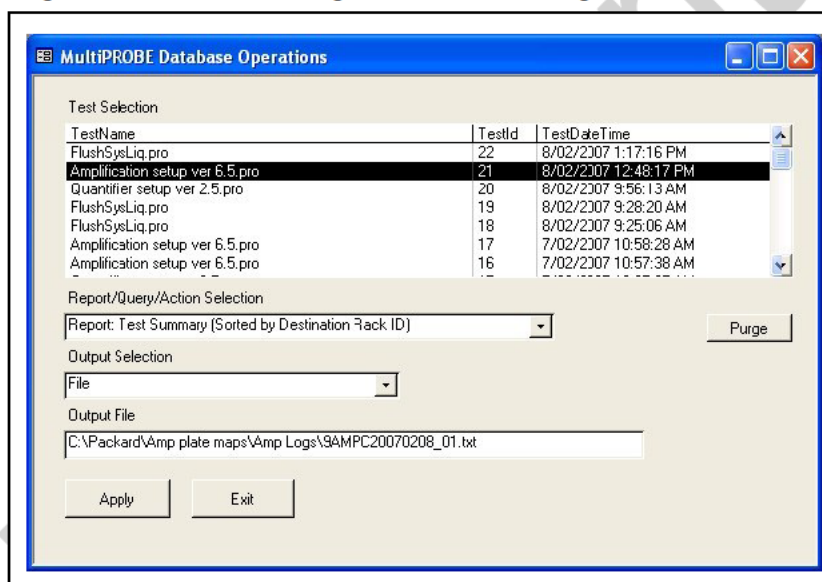 MultiPROBE Database Operations
Test Selection
TestName TestId TestDateTime
FlushSysLiq.pro 22 8/02/2007 1:17:16 PM
Amplification setup ver 6.5.pro 21 8/02/2007 12:48:17 PM
Quantifier setup ver 2.5.pro 20 8/02/2007 9:56:13 AM
FlushSysLiq.pro 19 8/02/2007 9:28:20 AM
FlushSysLiq.pro 18 8/02/2007 9:25:06 AM
Amplification setup ver 6.5.pro 17 7/02/2007 10:58:28 AM
Amplification setup ver 6.5.pro 16 7/02/2007 10:57:38 AM
Report/Query/Action Selection
Report: Test Summary (Sorted by Destination Rack ID)
Purge
Output Selection
File
Output File
C:\Packard\Amp plate maps\Amp Logs\9AMPC20070208_01.txt
Apply Exit